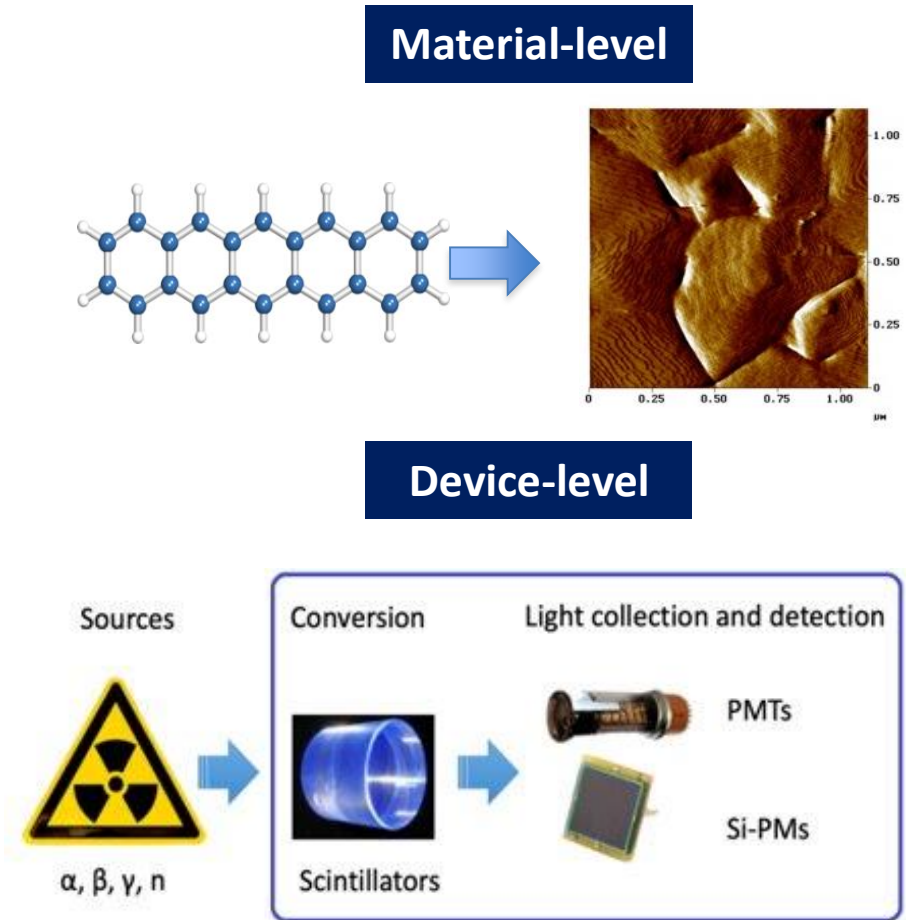 Material-level
1.00
0.75
0.50
0.25
0
0 0.25 0.50 0.75 1.00
μM
Device-level
Sources
Conversion
Light collection and detection
PMTs
Si-PMs
α, β, γ, n
Scintillators